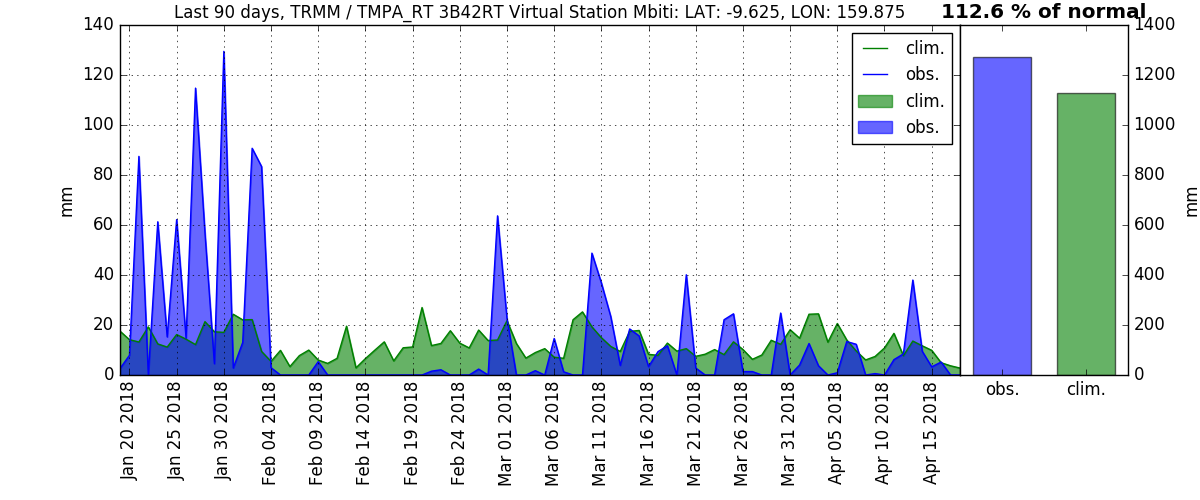 Last 90 days, TRMM / TMPA_RT 3B42RT Virtual Station Mbiti: LAT: -9.625, LON: 159.875
112.6 % of normal
140
120
100
80
60
40
20
0
mm
clim.
obs.
clim.
obs.
Jan 20 2018
Jan 25 2018
Jan 30 2018
Feb 04 2018
Feb 09 2018
Feb 14 2018
Feb 19 2018
Feb 24 2018
Mar 01 2018
Mar 06 2018
Mar 11 2018
Mar 16 2018
Mar 21 2018
Mar 26 2018
Mar 31 2018
Apr 05 2018
Apr 10 2018
Apr 15 2018
obs.
clim.
1400
1200
1000
800
600
400
200
0
mm